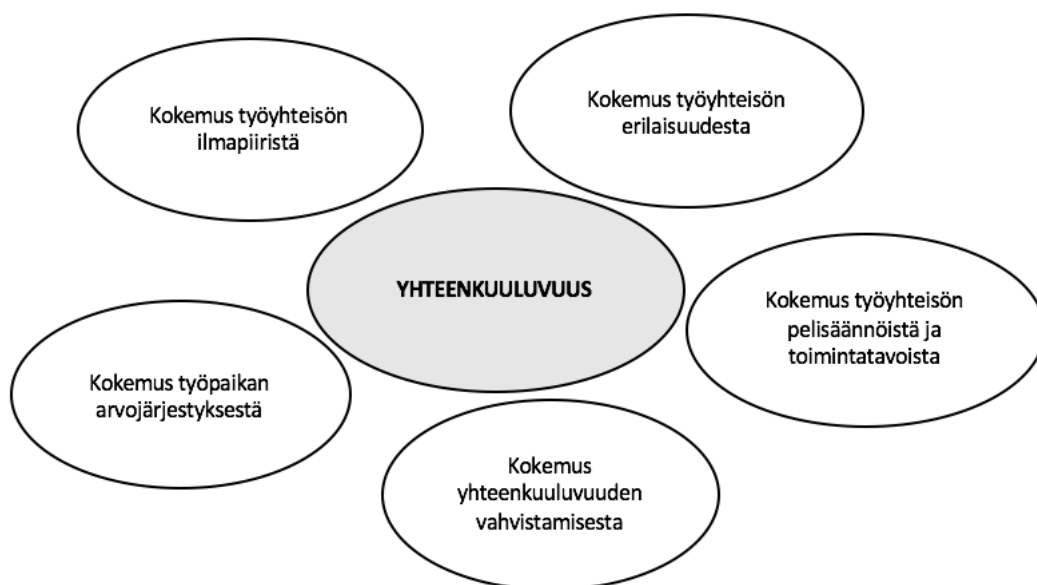 Kokemus työyhteisön
ilmapiiristä
Kokemus työyhteisön
erilaisuudesta
YHTEENKUULUVUUS
Kokemus työyhteisön
pelisäännöistä ja
toimintatavoista
Kokemus työpaikan
arvojärjestyksestä
Kokemus
yhteenkuuluvuuden
vahvistamisesta